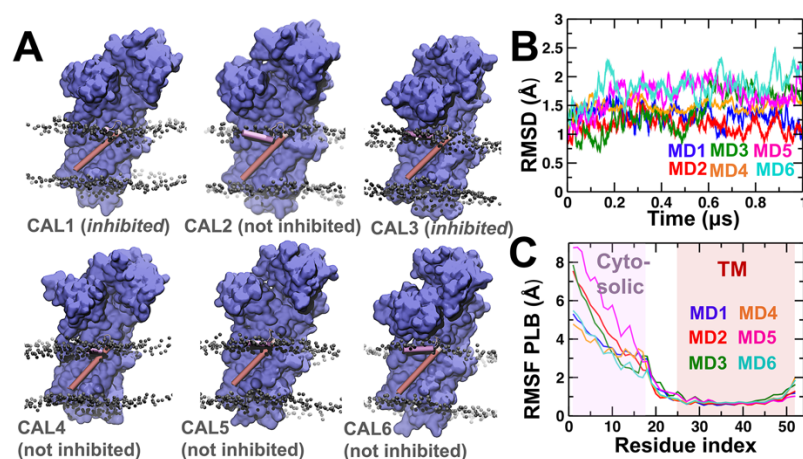 A
CAL1 (inhibited)
CAL2 (not inhibited)
CAL3 (inhibited)
CAL4
(not inhibited)
CAL5
(not inhibited)
CAL6
(not inhibited)
B
RMSD (Å)
3
2.5
2
1.5
1
0.5
0
MD1 MD3 MD5
MD2 MD4 MD6
0 0.2 0.4 0.6 0.8 1
Time (µs)
C
RMSF PLB (Å)
8
6
4
2
0
Cyto-
solic
TM
MD1 MD4
MD2 MD5
MD3 MD6
0 10 20 30 40 50
Residue index